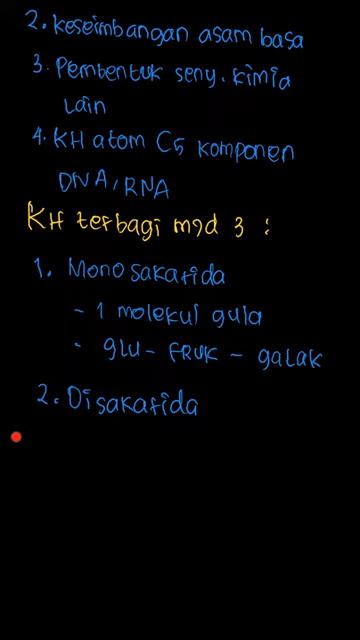 2. Keseimbangan asam basa
3. Pembentuk seny. kimia
lain
4. KH atom C5 komponen
DNA, RNA
KH terbagi mjd 3 :
1. Monosakarida
- 1 molekul gula
- glu - FRUK - galak
2. Disakarida